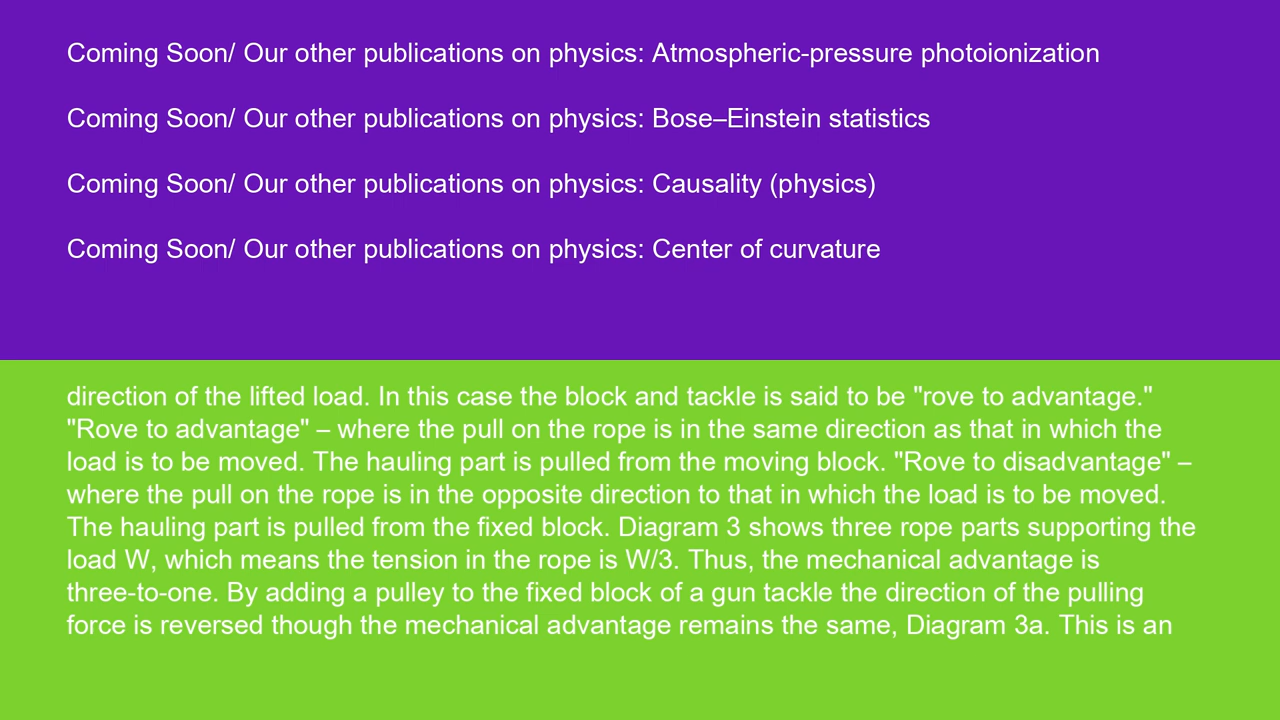 Coming Soon/ Our other publications on physics: Atmospheric-pressure photoionization
Coming Soon/ Our other publications on physics: Bose–Einstein statistics
Coming Soon/ Our other publications on physics: Causality (physics)
Coming Soon/ Our other publications on physics: Center of curvature
direction of the lifted load. In this case the block and tackle is said to be "rove to advantage."
"Rove to advantage" – where the pull on the rope is in the same direction as that in which the
load is to be moved. The hauling part is pulled from the moving block. "Rove to disadvantage" –
where the pull on the rope is in the opposite direction to that in which the load is to be moved.
The hauling part is pulled from the fixed block. Diagram 3 shows three rope parts supporting the
load W, which means the tension in the rope is W/3. Thus, the mechanical advantage is
three-to-one. By adding a pulley to the fixed block of a gun tackle the direction of the pulling
force is reversed though the mechanical advantage remains the same, Diagram 3a. This is an